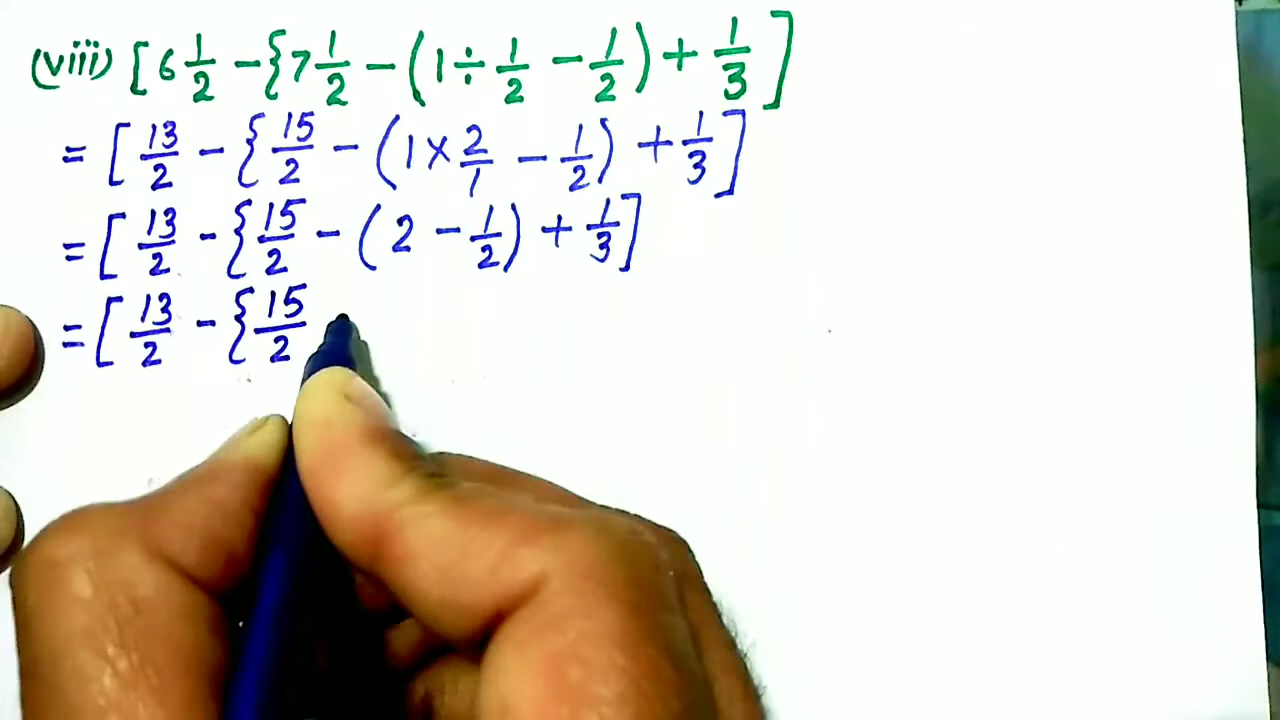 (viii) [6 1/2 - {7 1/2 - (1 ÷ 1/2 - 1/2) + 1/3]
= [13/2 - {15/2 - (1 × 2/1 - 1/2) + 1/3]
= [13/2 - {15/2 - (2 - 1/2) + 1/3]
= [13/2 - {15/2